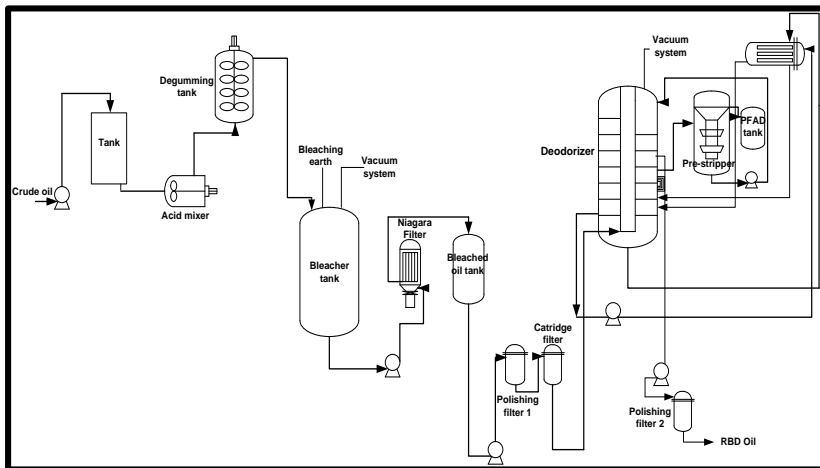 Crude oil
Tank
Acid mixer
Degumming
tank
Bleaching
earth
Vacuum
system
Bleacher
tank
Niagara
Filter
Bleached
oil tank
Polishing
filter 1
Catridge
filter
Deodorizer
Vacuum
system
Pre-stripper
PFAD
tank
Polishing
filter 2
RBD Oil